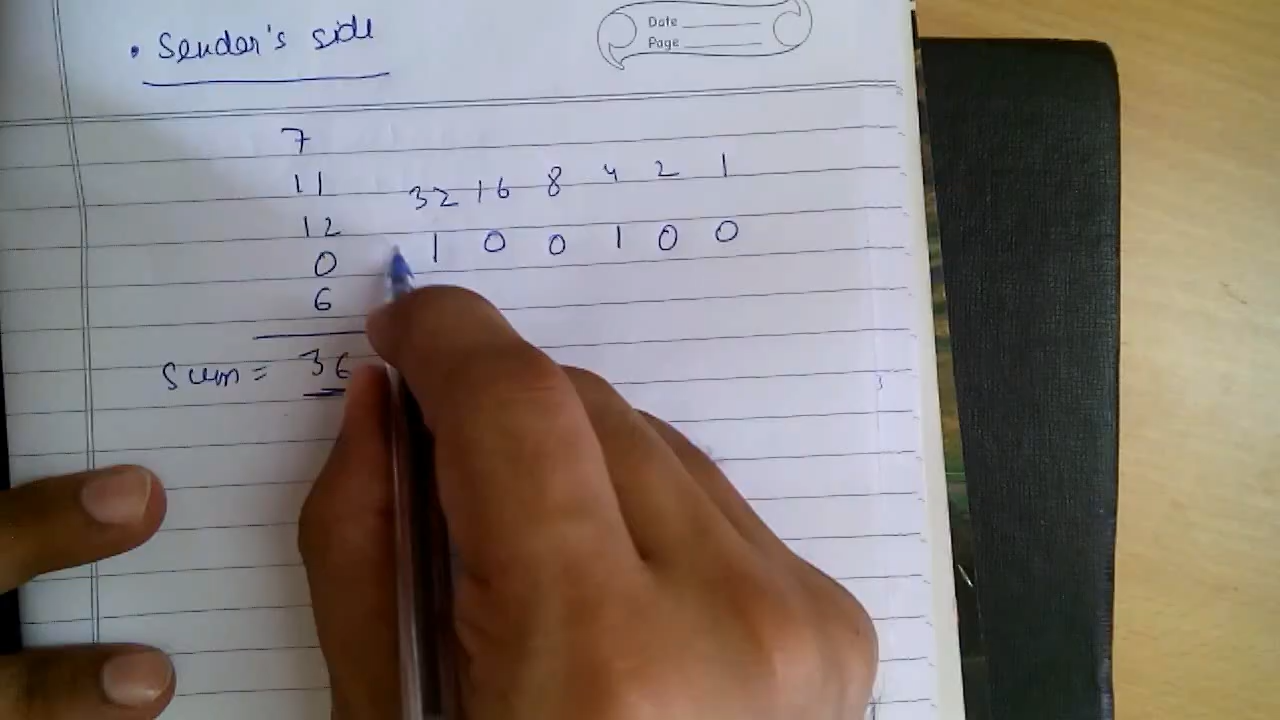 • Sender's side
Date
Page
7
11
12
0
6
Sum = 36
32 16 8 4 2 1
1 0 0 1 0 0